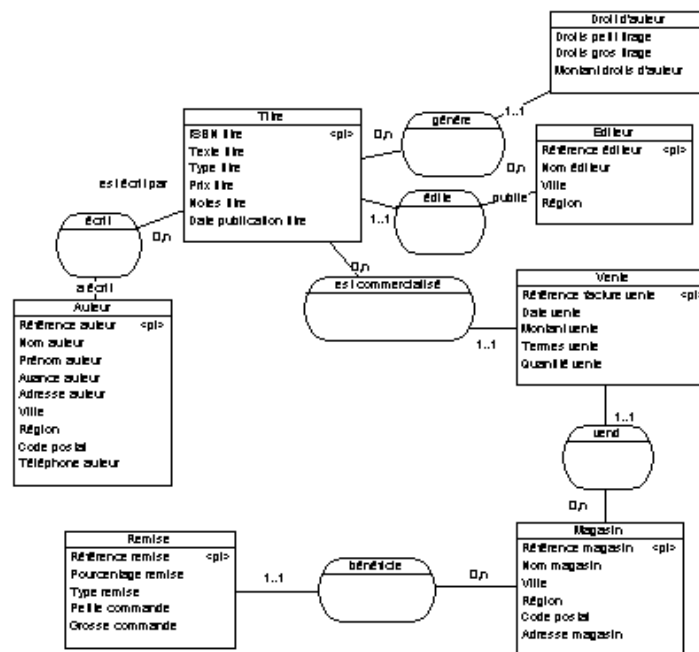 Droit d'auteur
Droits petit tirage
Droits gros tirage
Montant droits d'auteur
1..1
génére
0,n
Titre
ISBN titre <pi>
Texte titre
Type titre
Prix titre
Notes titre
Date publication titre
Editeur
Référence éditeur <pi>
Nom éditeur
Ville
Région
0,n
publie
édite
1..1
est écrit par
écrit
0,n
a écrit
0,n
est commercialisé
1..1
Vente
Référence facture vente <pi>
Date vente
Montant vente
Termes vente
Quantité vente
Auteur
Référence auteur <pi>
Nom auteur
Prénom auteur
Avance auteur
Adresse auteur
Ville
Région
Code postal
Téléphone auteur
1..1
vend
0,n
Remise
Référence remise <pi>
Pourcentage remise
Type remise
Petite commande
Grosse commande
1..1
bénéficie
0,n
Magasin
Référence magasin <pi>
Nom magasin
Ville
Région
Code postal
Adresse magasin